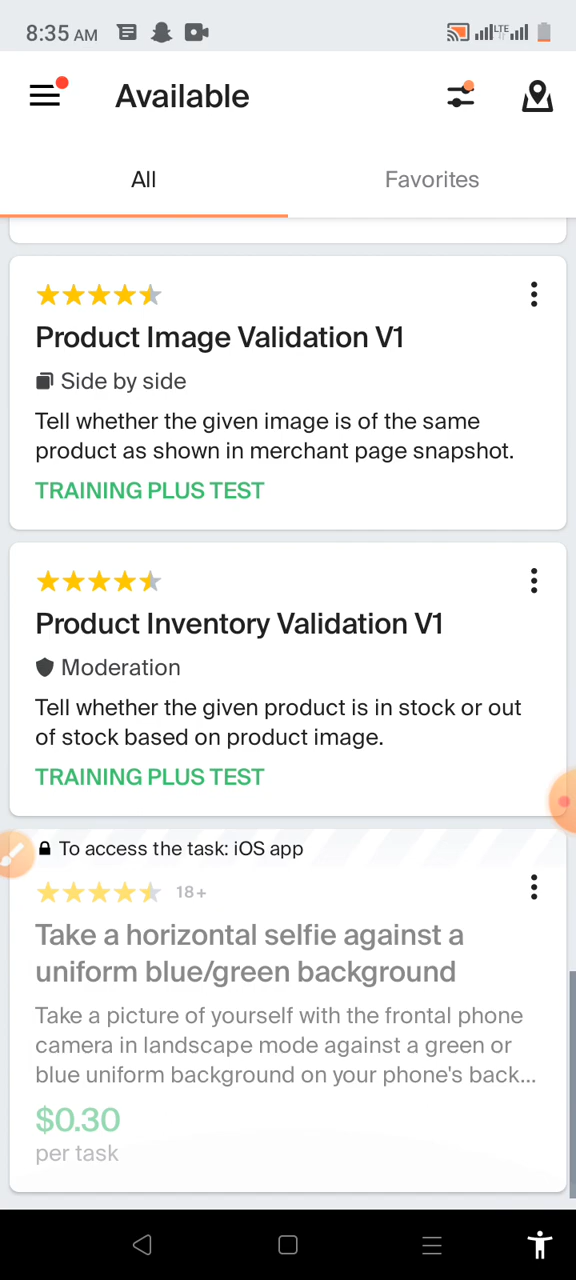 8:35 AM
LTE
Available
All
Favorites
Product Image Validation V1
Side by side
Tell whether the given image is of the same
product as shown in merchant page snapshot.
TRAINING PLUS TEST
Product Inventory Validation V1
Moderation
Tell whether the given product is in stock or out
of stock based on product image.
TRAINING PLUS TEST
To access the task: iOS app
18+
Take a horizontal selfie against a
uniform blue/green background
Take a picture of yourself with the frontal phone
camera in landscape mode against a green or
blue uniform background on your phone's back...
$0.30
per task